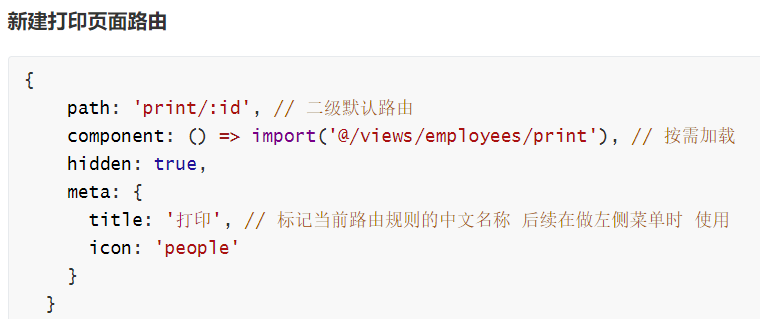 新建打印页面路由
{
    path: 'print/:id', // 二级默认路由
    component: () => import('@/views/employees/print'), // 按需加载
    hidden: true,
    meta: {
      title: '打印', // 标记当前路由规则的中文名称 后续在做左侧菜单时 使用
      icon: 'people'
    }
  }